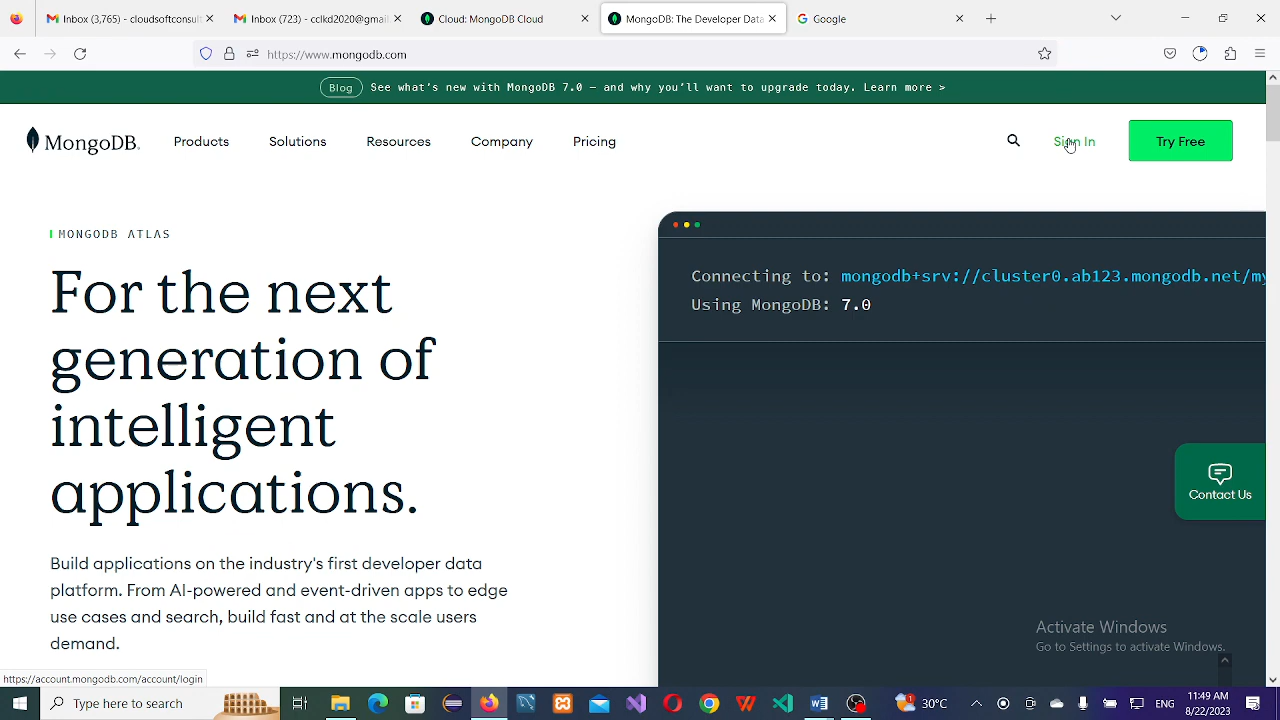 Inbox (3,765) - cloudsoftconsult
Inbox (723) - cclkd2020@gmail.
Cloud: MongoDB Cloud
MongoDB: The Developer Data
Google
https://www.mongodb.com
Blog See what's new with MongoDB 7.0 — and why you'll want to upgrade today. Learn more >
MongoDB.
Products
Solutions
Resources
Company
Pricing
Sign In
Try Free
MONGODB ATLAS
For the next
generation of
intelligent
applications.
Build applications on the industry's first developer data
platform. From AI-powered and event-driven apps to edge
use cases and search, build fast and at the scale users
demand.
Connecting to: mongodb+srv://cluster0.ab123.mongodb.net/my
Using MongoDB: 7.0
Contact Us
Activate Windows
Go to Settings to activate Windows.
https://account.mongodb.com/account/login
Type here to search
30°C
ENG
11:49 AM
8/22/2023